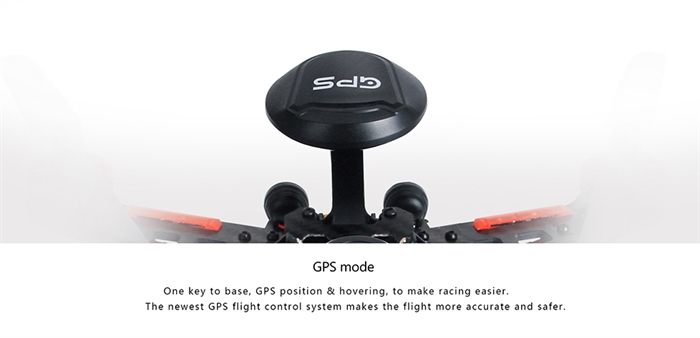 GPS
GPS mode
One key to base, GPS position & hovering, to make racing easier.
The newest GPS flight control system makes the flight more accurate and safer.